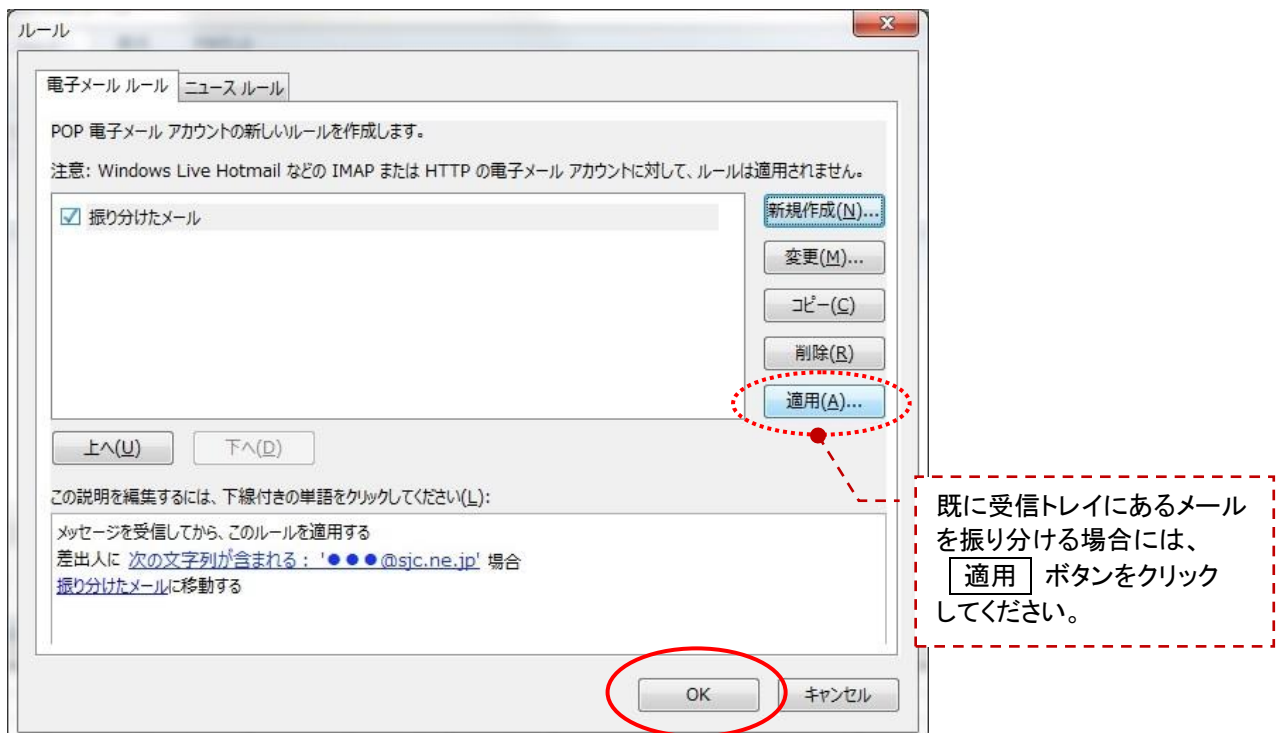 ルール
電子メール ルール
ニュース ルール
POP 電子メール アカウントの新しいルールを作成します。
注意: Windows Live Hotmail などの IMAP または HTTP の電子メール アカウントに対して、ルールは適用されません。
振り分けたメール
新規作成(N)...
変更(M)...
コピー(C)
削除(R)
適用(A)...
上へ(U)
下へ(D)
この説明を編集するには、下線付きの単語をクリックしてください(L):
メッセージを受信してから、このルールを適用する
差出人に 次の文字列が含まれる: '●●●@sjc.ne.jp' 場合
振り分けたメールに移動する
既に受信トレイにあるメール
を振り分ける場合には、
適用 ボタンをクリック
してください。
OK
キャンセル